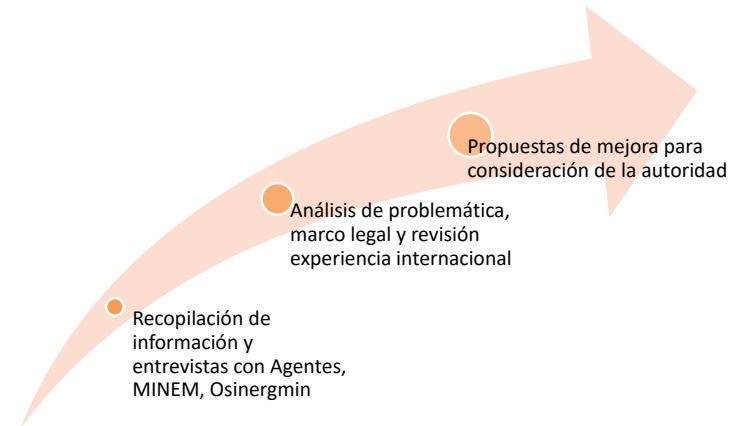 Propuestas de mejora para
consideración de la autoridad
Análisis de problemática,
marco legal y revisión
experiencia internacional
Recopilación de
información y
entrevistas con Agentes,
MINEM, Osinergmin